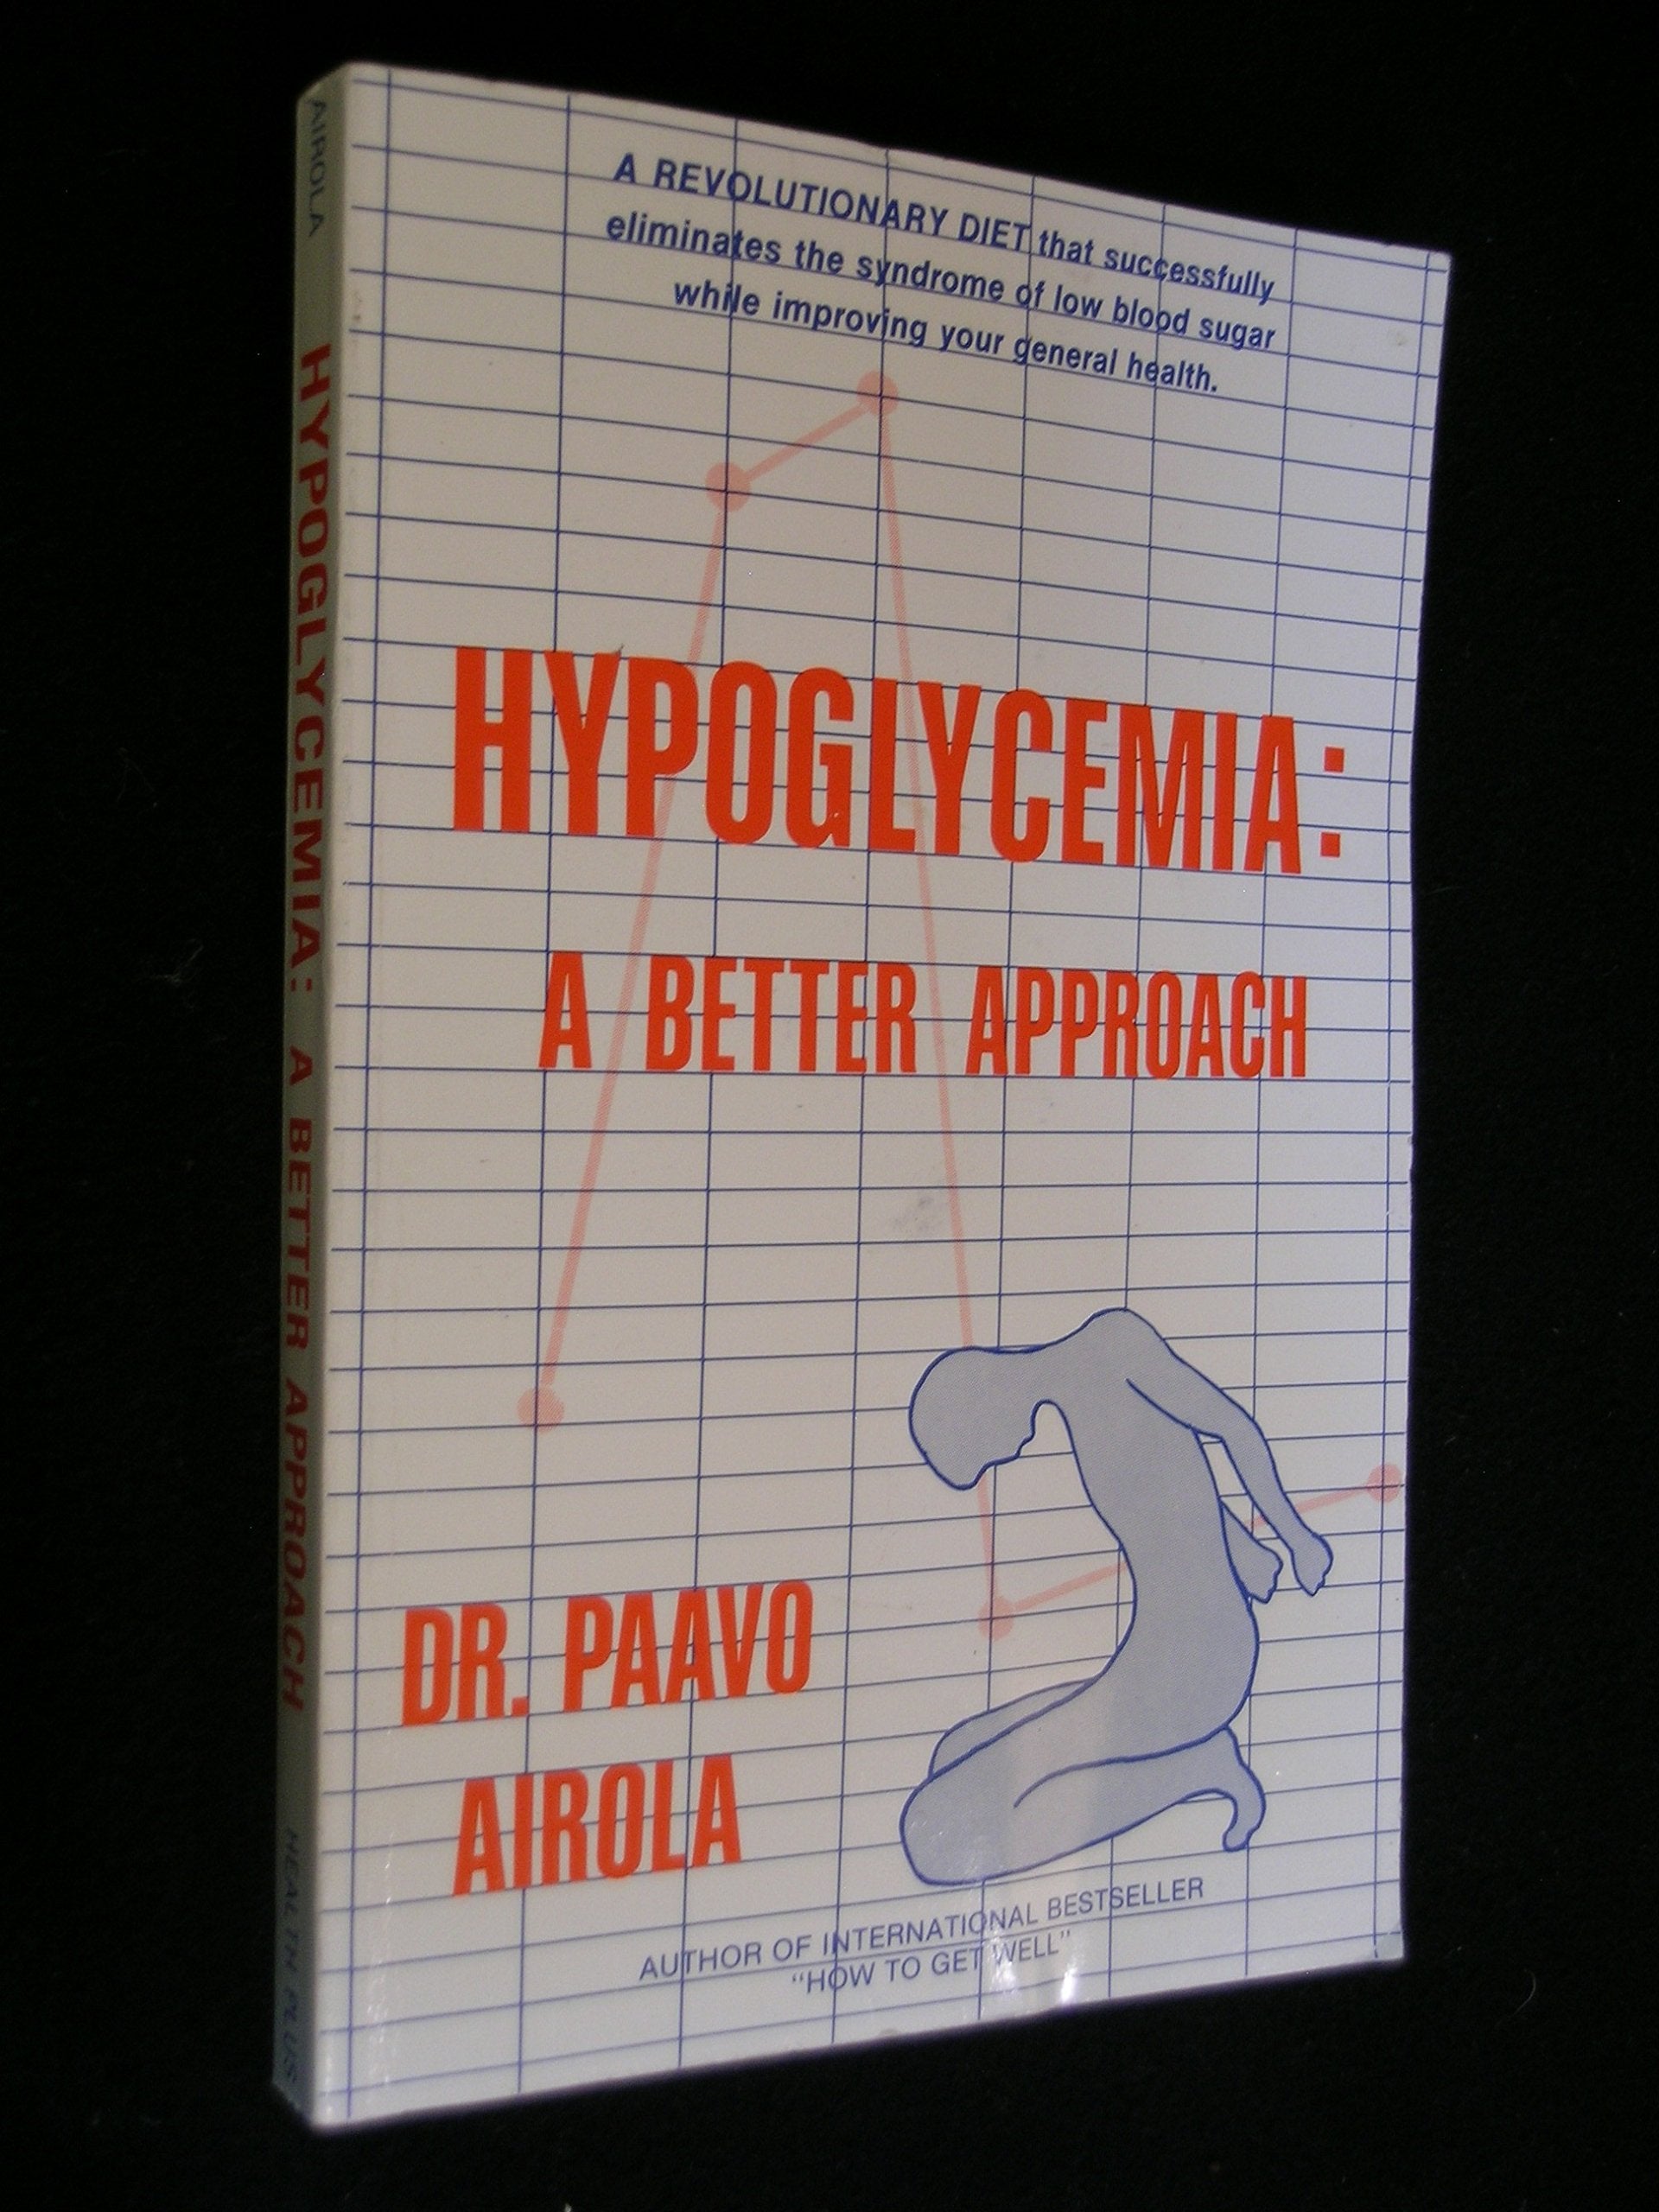 A REVOLUTIONARY DIET that successfully
eliminates the syndrome of low blood sugar
while improving your general health.
HYPOGLYCEMIA:
A BETTER APPROACH
DR. PAAVO
AIROLA
AUTHOR OF INTERNATIONAL BESTSELLER
"HOW TO GET WELL"
AIROLA HYPOGLYCEMIA: A BETTER APPROACH HEALTH PLUS